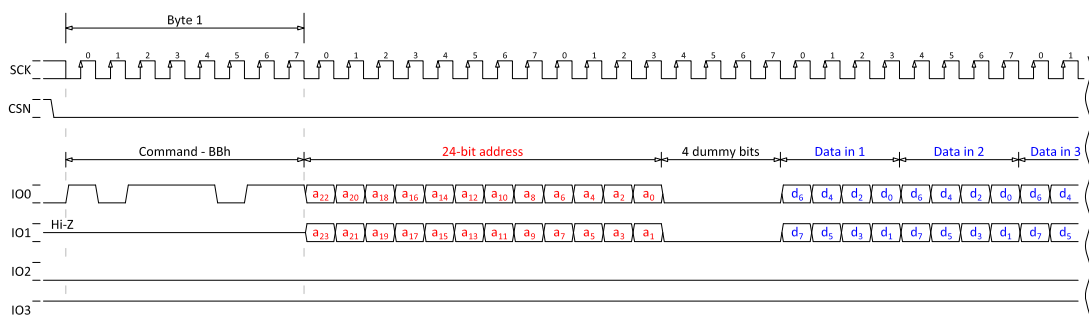 Byte 1
0 1 2 3 4 5 6 7 0 1 2 3 4 5 6 7 0 1 2 3 4 5 6 7 0 1 2 3 4 5 6 7 0 1
SCK
CSN
Command - BBh 24-bit address 4 dummy bits Data in 1 Data in 2 Data in 3
IO0 a22 a20 a18 a16 a14 a12 a10 a8 a6 a4 a2 a0 d6 d4 d2 d0 d6 d4 d2 d0 d6 d4
Hi-Z
IO1 a23 a21 a19 a17 a15 a13 a11 a9 a7 a5 a3 a1 d7 d5 d3 d1 d7 d5 d3 d1 d7 d5
IO2
IO3